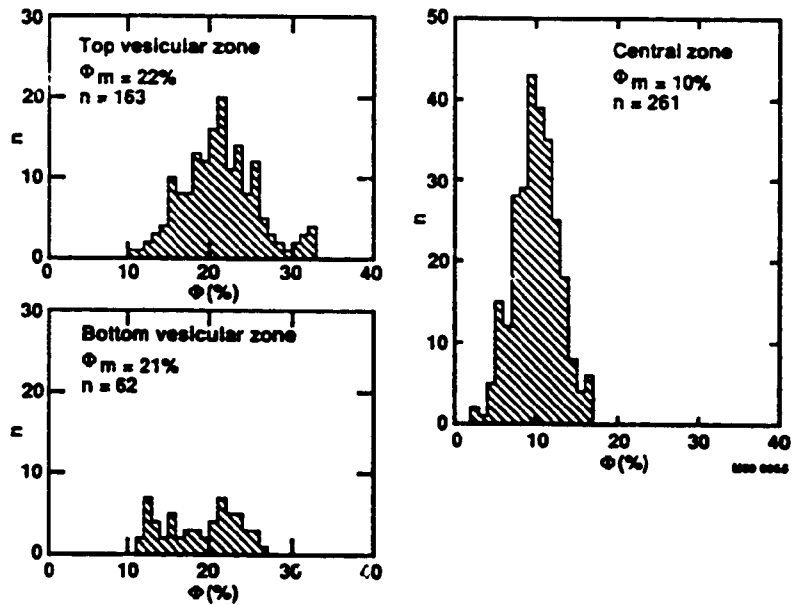 30
20
10
0
n
Top vesicular zone
Φm = 22%
n = 163
0 10 20 30 40
Φ(%)
30
20
10
0
n
Bottom vesicular zone
Φm = 21%
n = 62
0 10 20 30 40
Φ(%)
50
40
30
20
10
0
n
Central zone
Φm = 10%
n = 261
0 10 20 30 40
Φ(%)